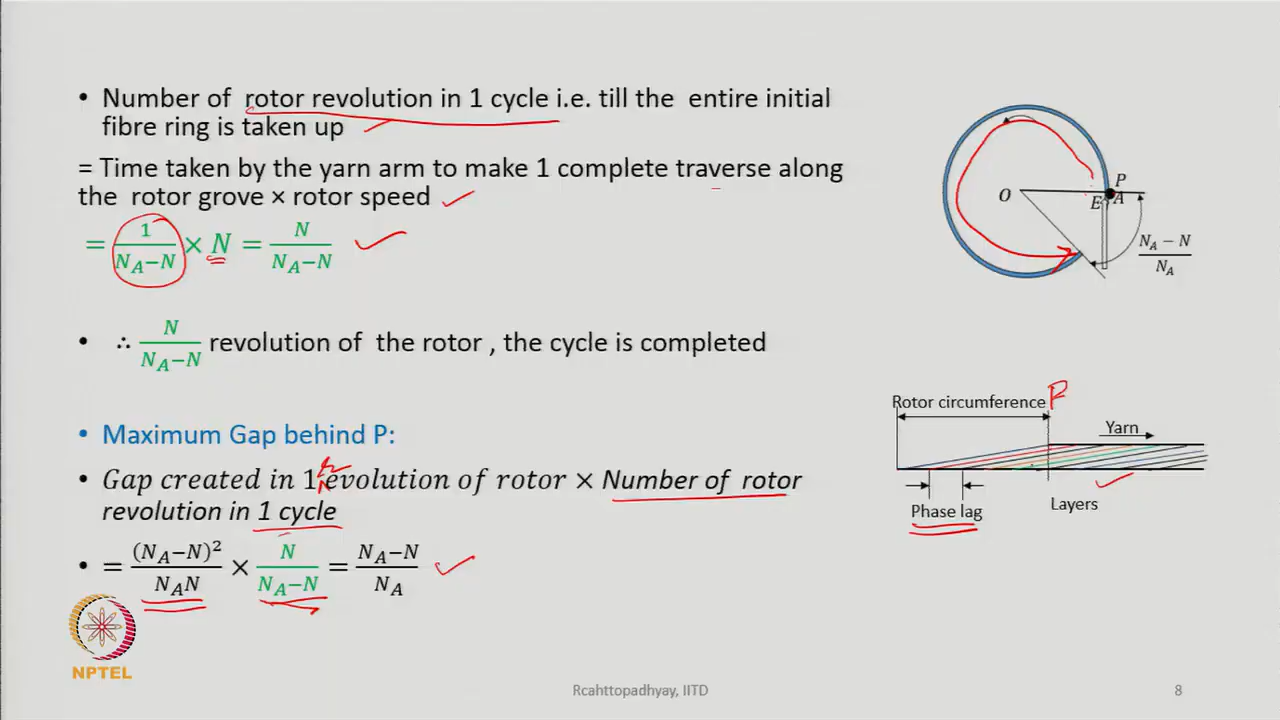 • Number of rotor revolution in 1 cycle i.e. till the entire initial
fibre ring is taken up
= Time taken by the yarn arm to make 1 complete traverse along
the rotor grove × rotor speed
= 1/(N_A−N) × N = N/(N_A−N)
• ∴ N/(N_A−N) revolution of the rotor , the cycle is completed
• Maximum Gap behind P:
• Gap created in 1 revolution of rotor × Number of rotor
revolution in 1 cycle
• = (N_A−N)²/(N_A N) × N/(N_A−N) = (N_A−N)/N_A
O
P
E
A
(N_A − N)/N_A
Rotor circumference
P
Yarn
Phase lag
Layers
NPTEL
Rcahttopadhyay, IITD
8